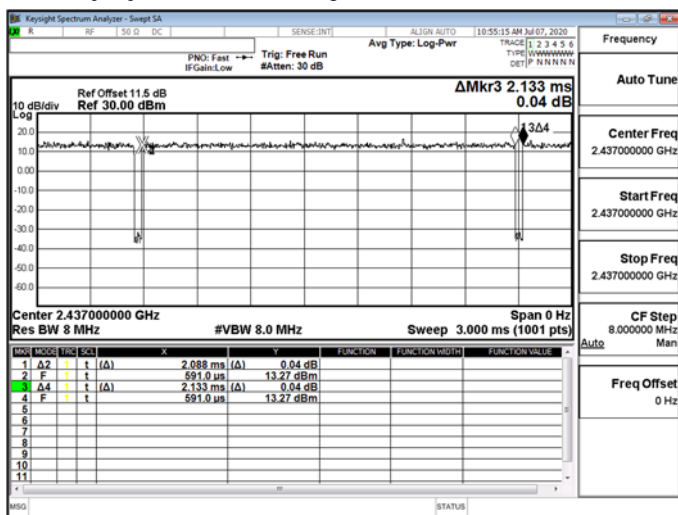 Keysight Spectrum Analyzer - Swept SA
R RF 50 Ω DC SENSE:INT ALIGN AUTO 10:55:15 AM Jul 07, 2020
Frequency
PNO: Fast
IFGain:Low
Trig: Free Run
#Atten: 30 dB
Avg Type: Log-Pwr
TRACE 1 2 3 4 5 6
TYPE WWWWWW
DET P NNNNN
Auto Tune
Ref Offset 11.5 dB
10 dB/div Ref 30.00 dBm
Log
ΔMkr3 2.133 ms
0.04 dB
20.0
10.0
0.00
-10.0
-20.0
-30.0
-40.0
-50.0
-60.0
2
1 3Δ4
Center Freq
2.437000000 GHz
Start Freq
2.437000000 GHz
Stop Freq
2.437000000 GHz
CF Step
8.000000 MHz
Auto Man
Freq Offset
0 Hz
Center 2.437000000 GHz Span 0 Hz
Res BW 8 MHz #VBW 8.0 MHz Sweep 3.000 ms (1001 pts)
MKR MODE TRC SCL X Y FUNCTION FUNCTION WIDTH FUNCTION VALUE
1 Δ2 1 t (Δ) 2.088 ms (Δ) 0.04 dB
2 F 1 t 591.0 µs 13.27 dBm
3 Δ4 1 t (Δ) 2.133 ms (Δ) 0.04 dB
4 F 1 t 591.0 µs 13.27 dBm
5
6
7
8
9
10
11
MSG STATUS